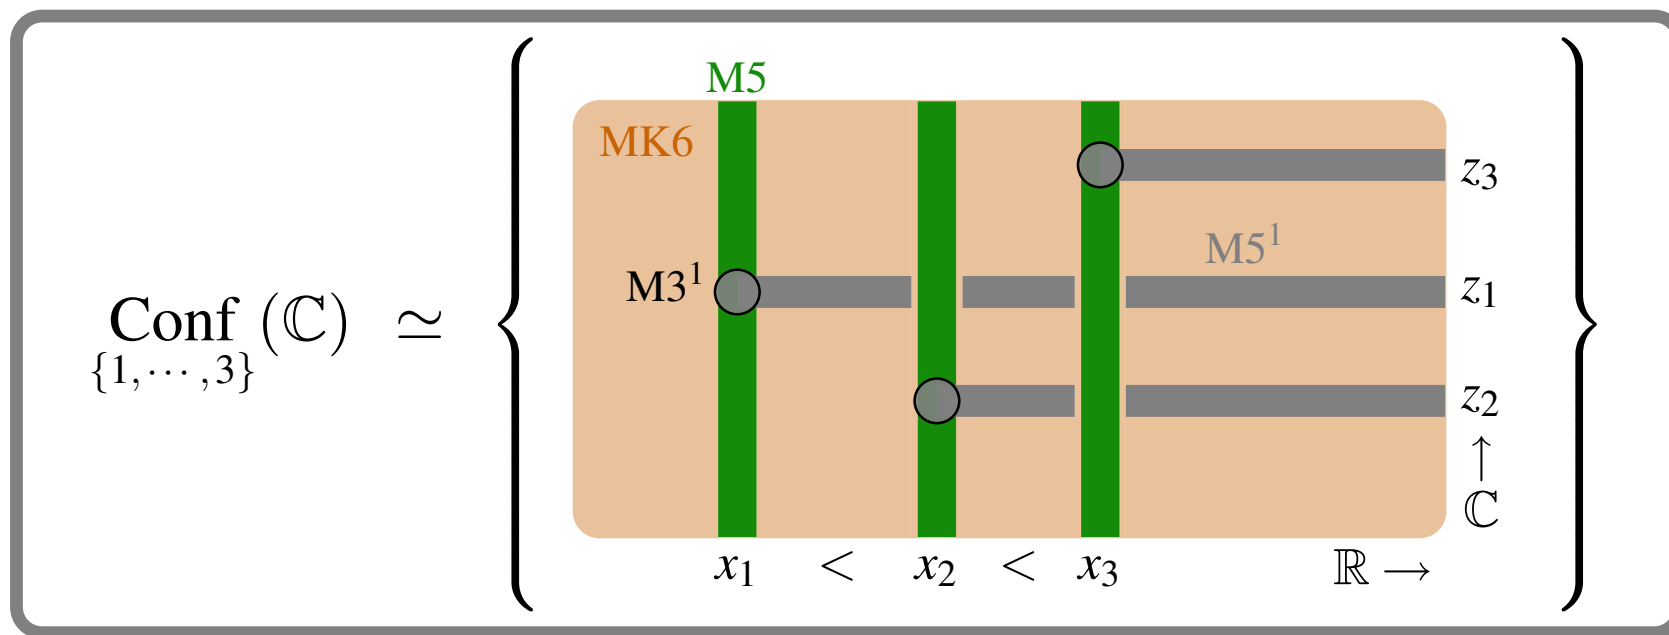 M5
MK6
z₃
M5¹
M3¹
z₁
Conf (ℂ) ≃ {
{1,⋯,3}
}
z₂
↑
ℂ
x₁ < x₂ < x₃ ℝ →